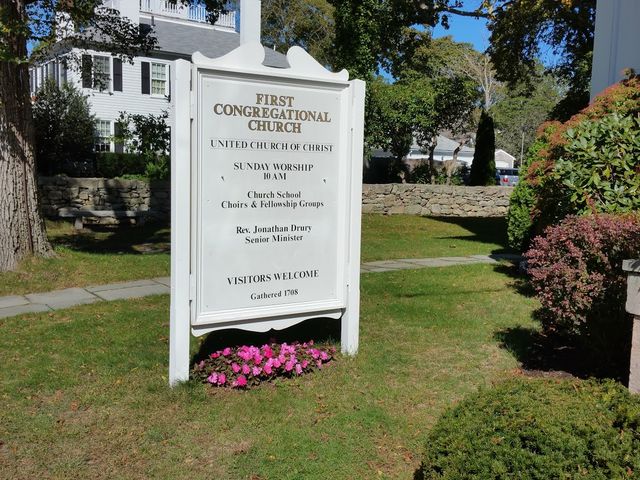 FIRST
CONGREGATIONAL
CHURCH
UNITED CHURCH OF CHRIST
SUNDAY WORSHIP
10 AM
Church School
Choirs & Fellowship Groups
Rev. Jonathan Drury
Senior Minister
VISITORS WELCOME
Gathered 1708